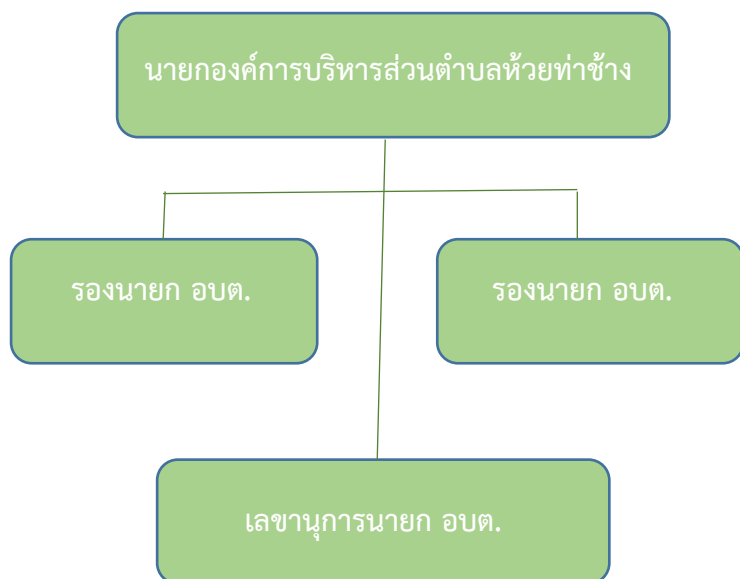 นายกองค์การบริหารส่วนตำบลห้วยท่าช้าง
รองนายก อบต.
รองนายก อบต.
เลขานุการนายก อบต.